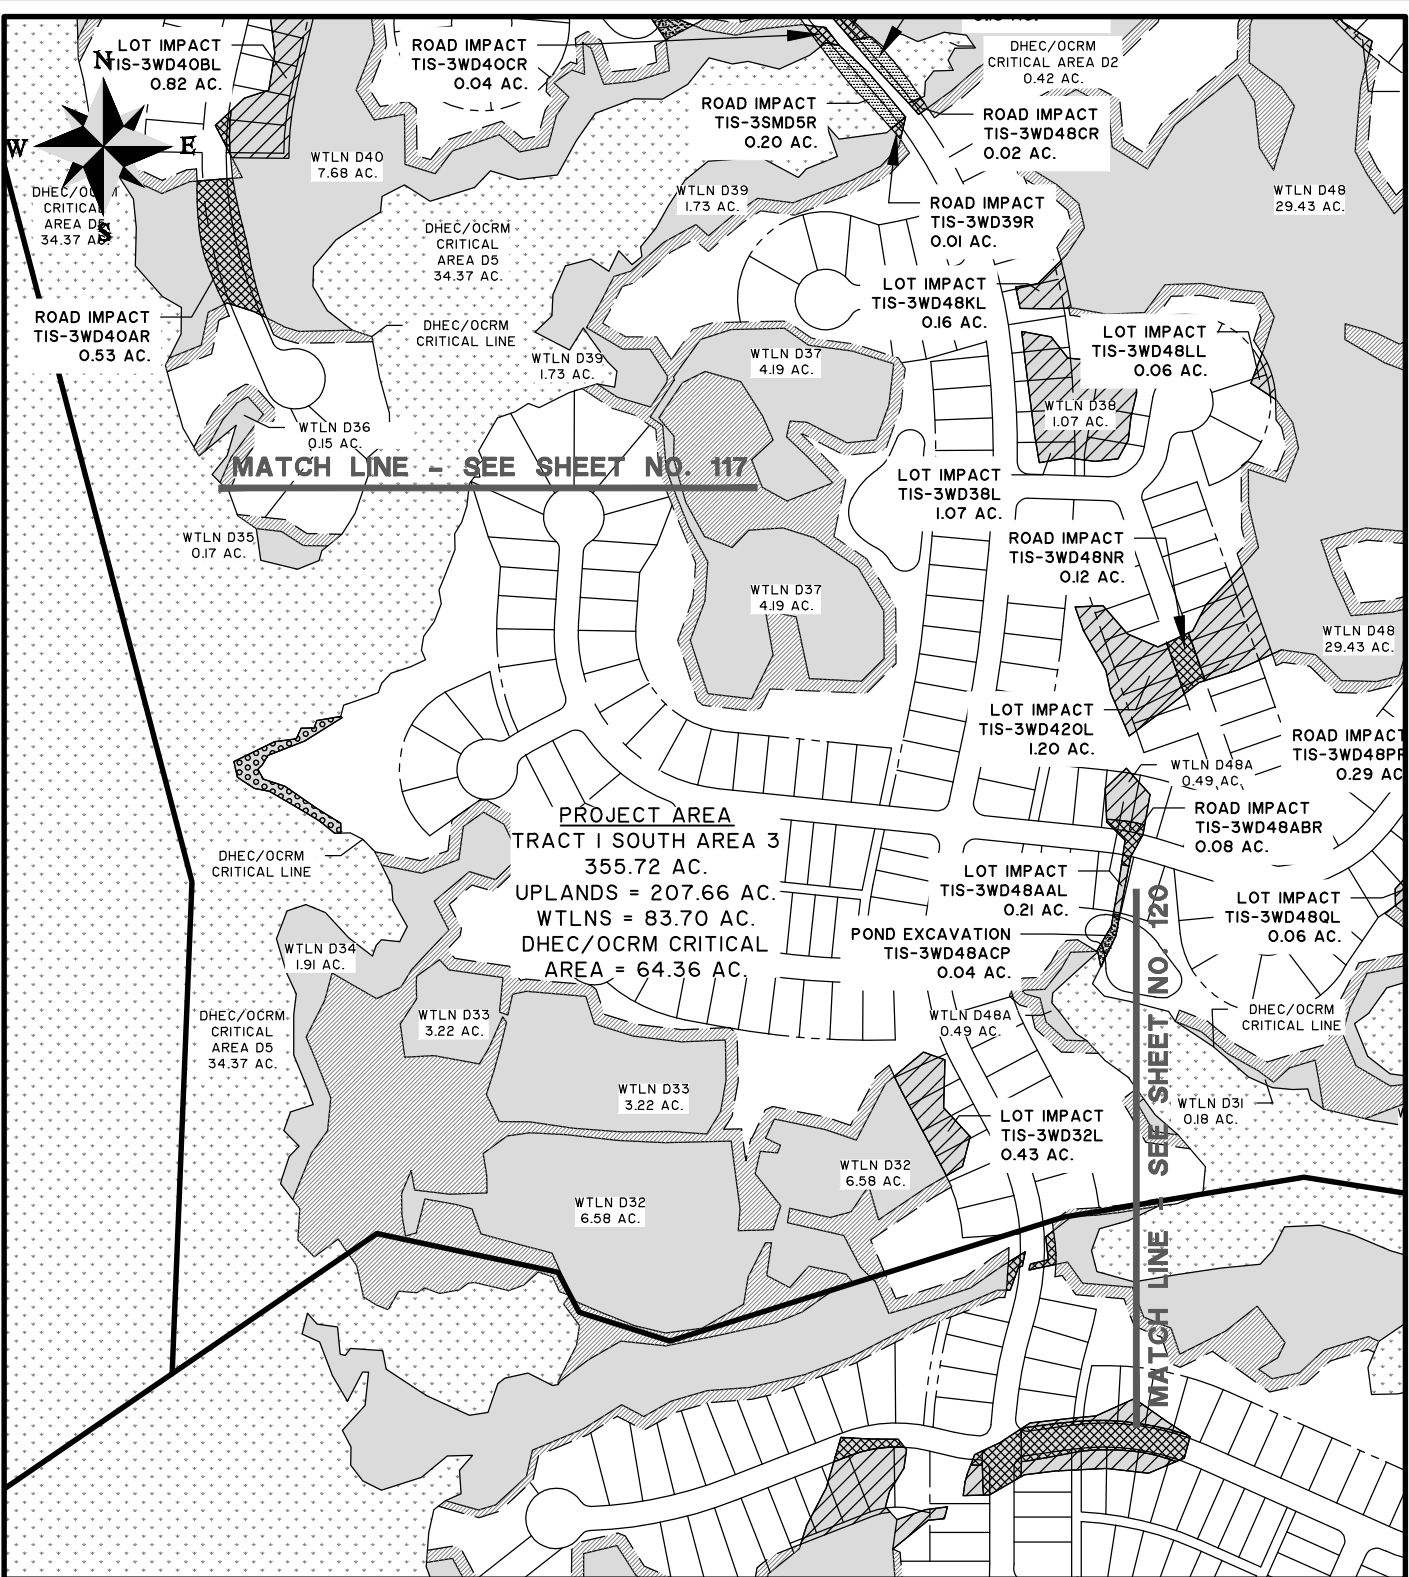 LOT IMPACT
TIS-3WD40BL
0.82 AC.
N
W
E
S
ROAD IMPACT
TIS-3WD40CR
0.04 AC.
DHEC/OCRM
CRITICAL AREA D2
0.42 AC.
ROAD IMPACT
TIS-3SMD5R
0.20 AC.
ROAD IMPACT
TIS-3WD48CR
0.02 AC.
WTLN D40
7.68 AC.
DHEC/OCRM
CRITICAL
AREA D5
34.37 AC.
WTLN D39
1.73 AC.
WTLN D48
29.43 AC.
ROAD IMPACT
TIS-3WD39R
0.01 AC.
DHEC/OCRM
CRITICAL
AREA D5
34.37 AC.
LOT IMPACT
TIS-3WD48KL
0.16 AC.
ROAD IMPACT
TIS-3WD40AR
0.53 AC.
DHEC/OCRM
CRITICAL LINE
LOT IMPACT
TIS-3WD48LL
0.06 AC.
WTLN D39
1.73 AC.
WTLN D37
4.19 AC.
WTLN D38
1.07 AC.
WTLN D36
0.15 AC.
MATCH LINE - SEE SHEET NO. 117
LOT IMPACT
TIS-3WD38L
1.07 AC.
WTLN D35
0.17 AC.
ROAD IMPACT
TIS-3WD48NR
0.12 AC.
WTLN D37
4.19 AC.
WTLN D48
29.43 AC.
LOT IMPACT
TIS-3WD420L
1.20 AC.
ROAD IMPACT
TIS-3WD48PR
0.29 AC
WTLN D48A
0.49 AC.
ROAD IMPACT
TIS-3WD48ABR
0.08 AC.
PROJECT AREA
TRACT I SOUTH AREA 3
355.72 AC.
UPLANDS = 207.66 AC.
WTLNS = 83.70 AC.
DHEC/OCRM CRITICAL
AREA = 64.36 AC.
DHEC/OCRM
CRITICAL LINE
LOT IMPACT
TIS-3WD48AAL
0.21 AC.
LOT IMPACT
TIS-3WD48QL
0.06 AC.
POND EXCAVATION
TIS-3WD48ACP
0.04 AC.
WTLN D34
1.91 AC.
DHEC/OCRM
CRITICAL
AREA D5
34.37 AC.
WTLN D33
3.22 AC.
WTLN D48A
0.49 AC.
DHEC/OCRM
CRITICAL LINE
WTLN D33
3.22 AC.
WTLN D31
0.18 AC.
LOT IMPACT
TIS-3WD32L
0.43 AC.
WTLN D32
6.58 AC.
WTLN D32
6.58 AC.
MATCH LINE - SEE SHEET NO. 120